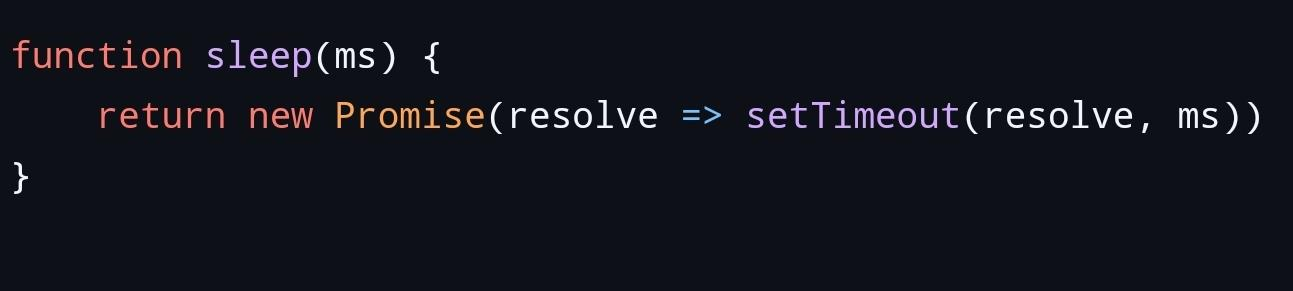 function sleep(ms) {
    return new Promise(resolve => setTimeout(resolve, ms))
}